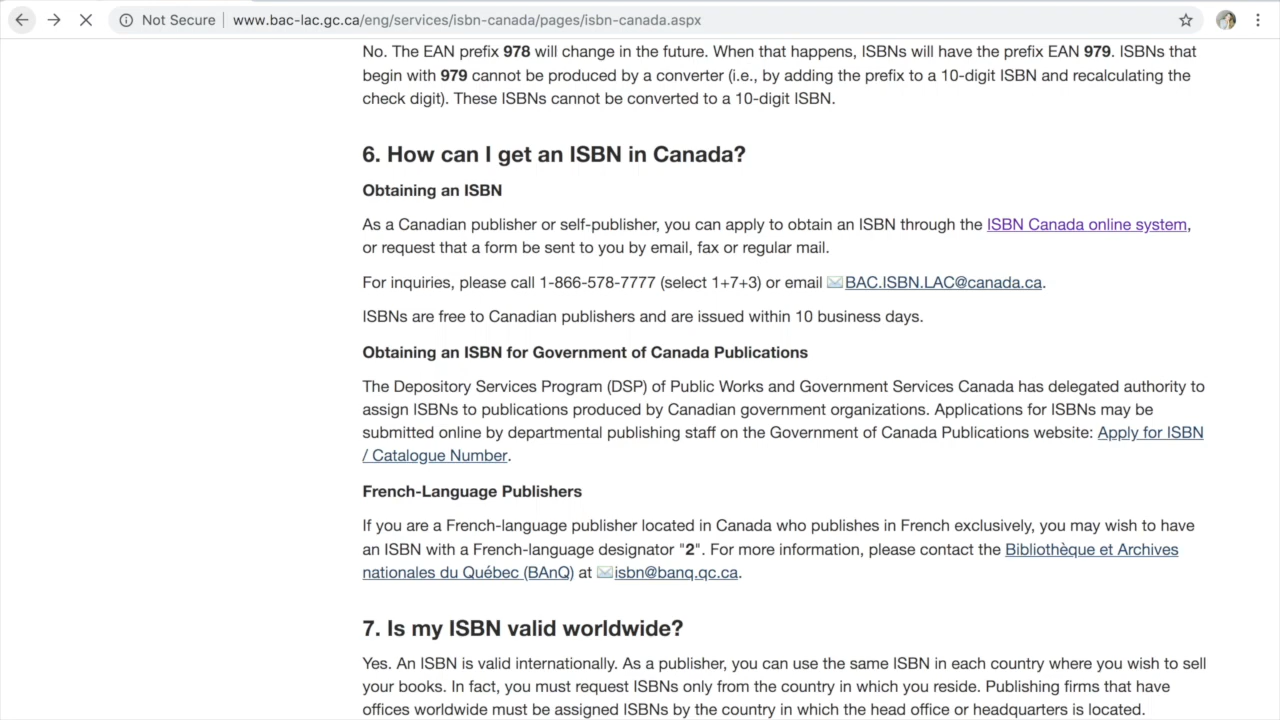 Not Secure www.bac-lac.gc.ca/eng/services/isbn-canada/pages/isbn-canada.aspx
No. The EAN prefix 978 will change in the future. When that happens, ISBNs will have the prefix EAN 979. ISBNs that
begin with 979 cannot be produced by a converter (i.e., by adding the prefix to a 10-digit ISBN and recalculating the
check digit). These ISBNs cannot be converted to a 10-digit ISBN.
6. How can I get an ISBN in Canada?
Obtaining an ISBN
As a Canadian publisher or self-publisher, you can apply to obtain an ISBN through the ISBN Canada online system,
or request that a form be sent to you by email, fax or regular mail.
For inquiries, please call 1-866-578-7777 (select 1+7+3) or email BAC.ISBN.LAC@canada.ca.
ISBNs are free to Canadian publishers and are issued within 10 business days.
Obtaining an ISBN for Government of Canada Publications
The Depository Services Program (DSP) of Public Works and Government Services Canada has delegated authority to
assign ISBNs to publications produced by Canadian government organizations. Applications for ISBNs may be
submitted online by departmental publishing staff on the Government of Canada Publications website: Apply for ISBN
/ Catalogue Number.
French-Language Publishers
If you are a French-language publisher located in Canada who publishes in French exclusively, you may wish to have
an ISBN with a French-language designator "2". For more information, please contact the Bibliothèque et Archives
nationales du Québec (BAnQ) at isbn@banq.qc.ca.
7. Is my ISBN valid worldwide?
Yes. An ISBN is valid internationally. As a publisher, you can use the same ISBN in each country where you wish to sell
your books. In fact, you must request ISBNs only from the country in which you reside. Publishing firms that have
offices worldwide must be assigned ISBNs by the country in which the head office or headquarters is located.